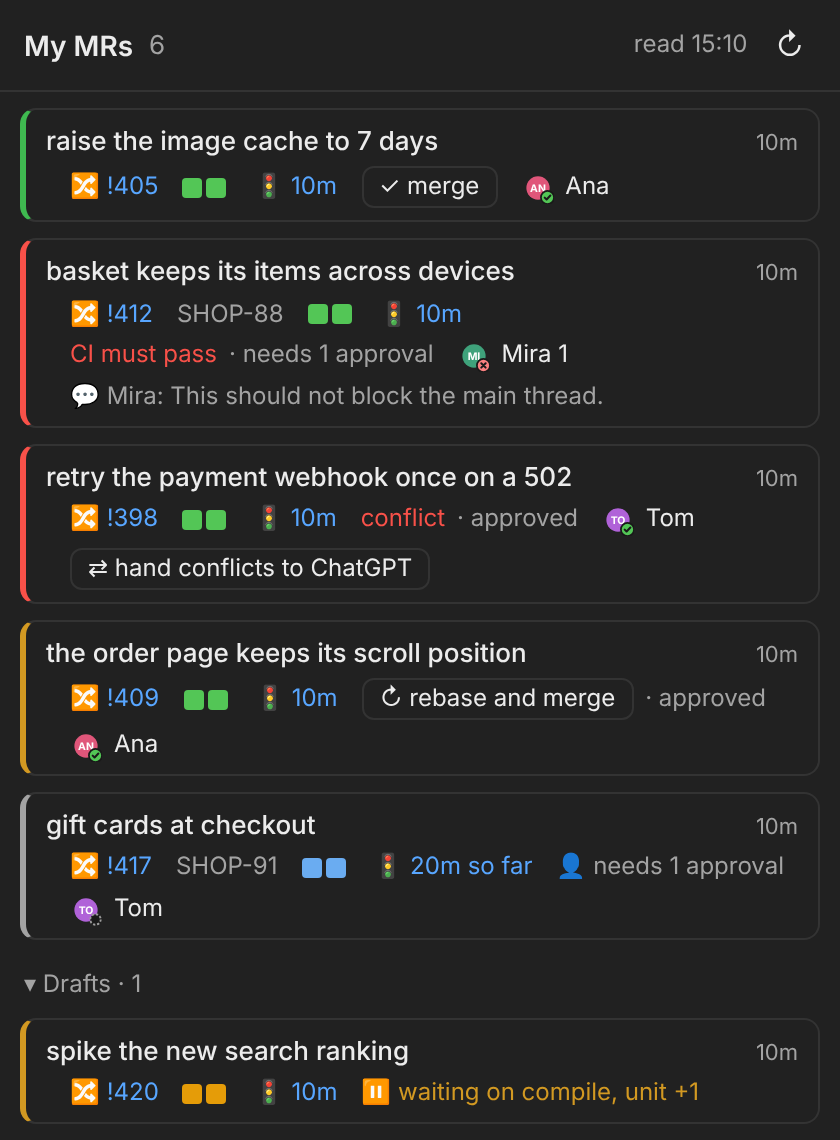 My MRs 6 read 15:10
raise the image cache to 7 days 10m
!405 10m ✓ merge AN Ana
basket keeps its items across devices 10m
!412 SHOP-88 10m
CI must pass · needs 1 approval MI Mira 1
Mira: This should not block the main thread.
retry the payment webhook once on a 502 10m
!398 10m conflict · approved TO Tom
⇄ hand conflicts to ChatGPT
the order page keeps its scroll position 10m
!409 10m ↻ rebase and merge · approved
AN Ana
gift cards at checkout 10m
!417 SHOP-91 20m so far needs 1 approval
TO Tom
▾ Drafts · 1
spike the new search ranking 10m
!420 10m waiting on compile, unit +1